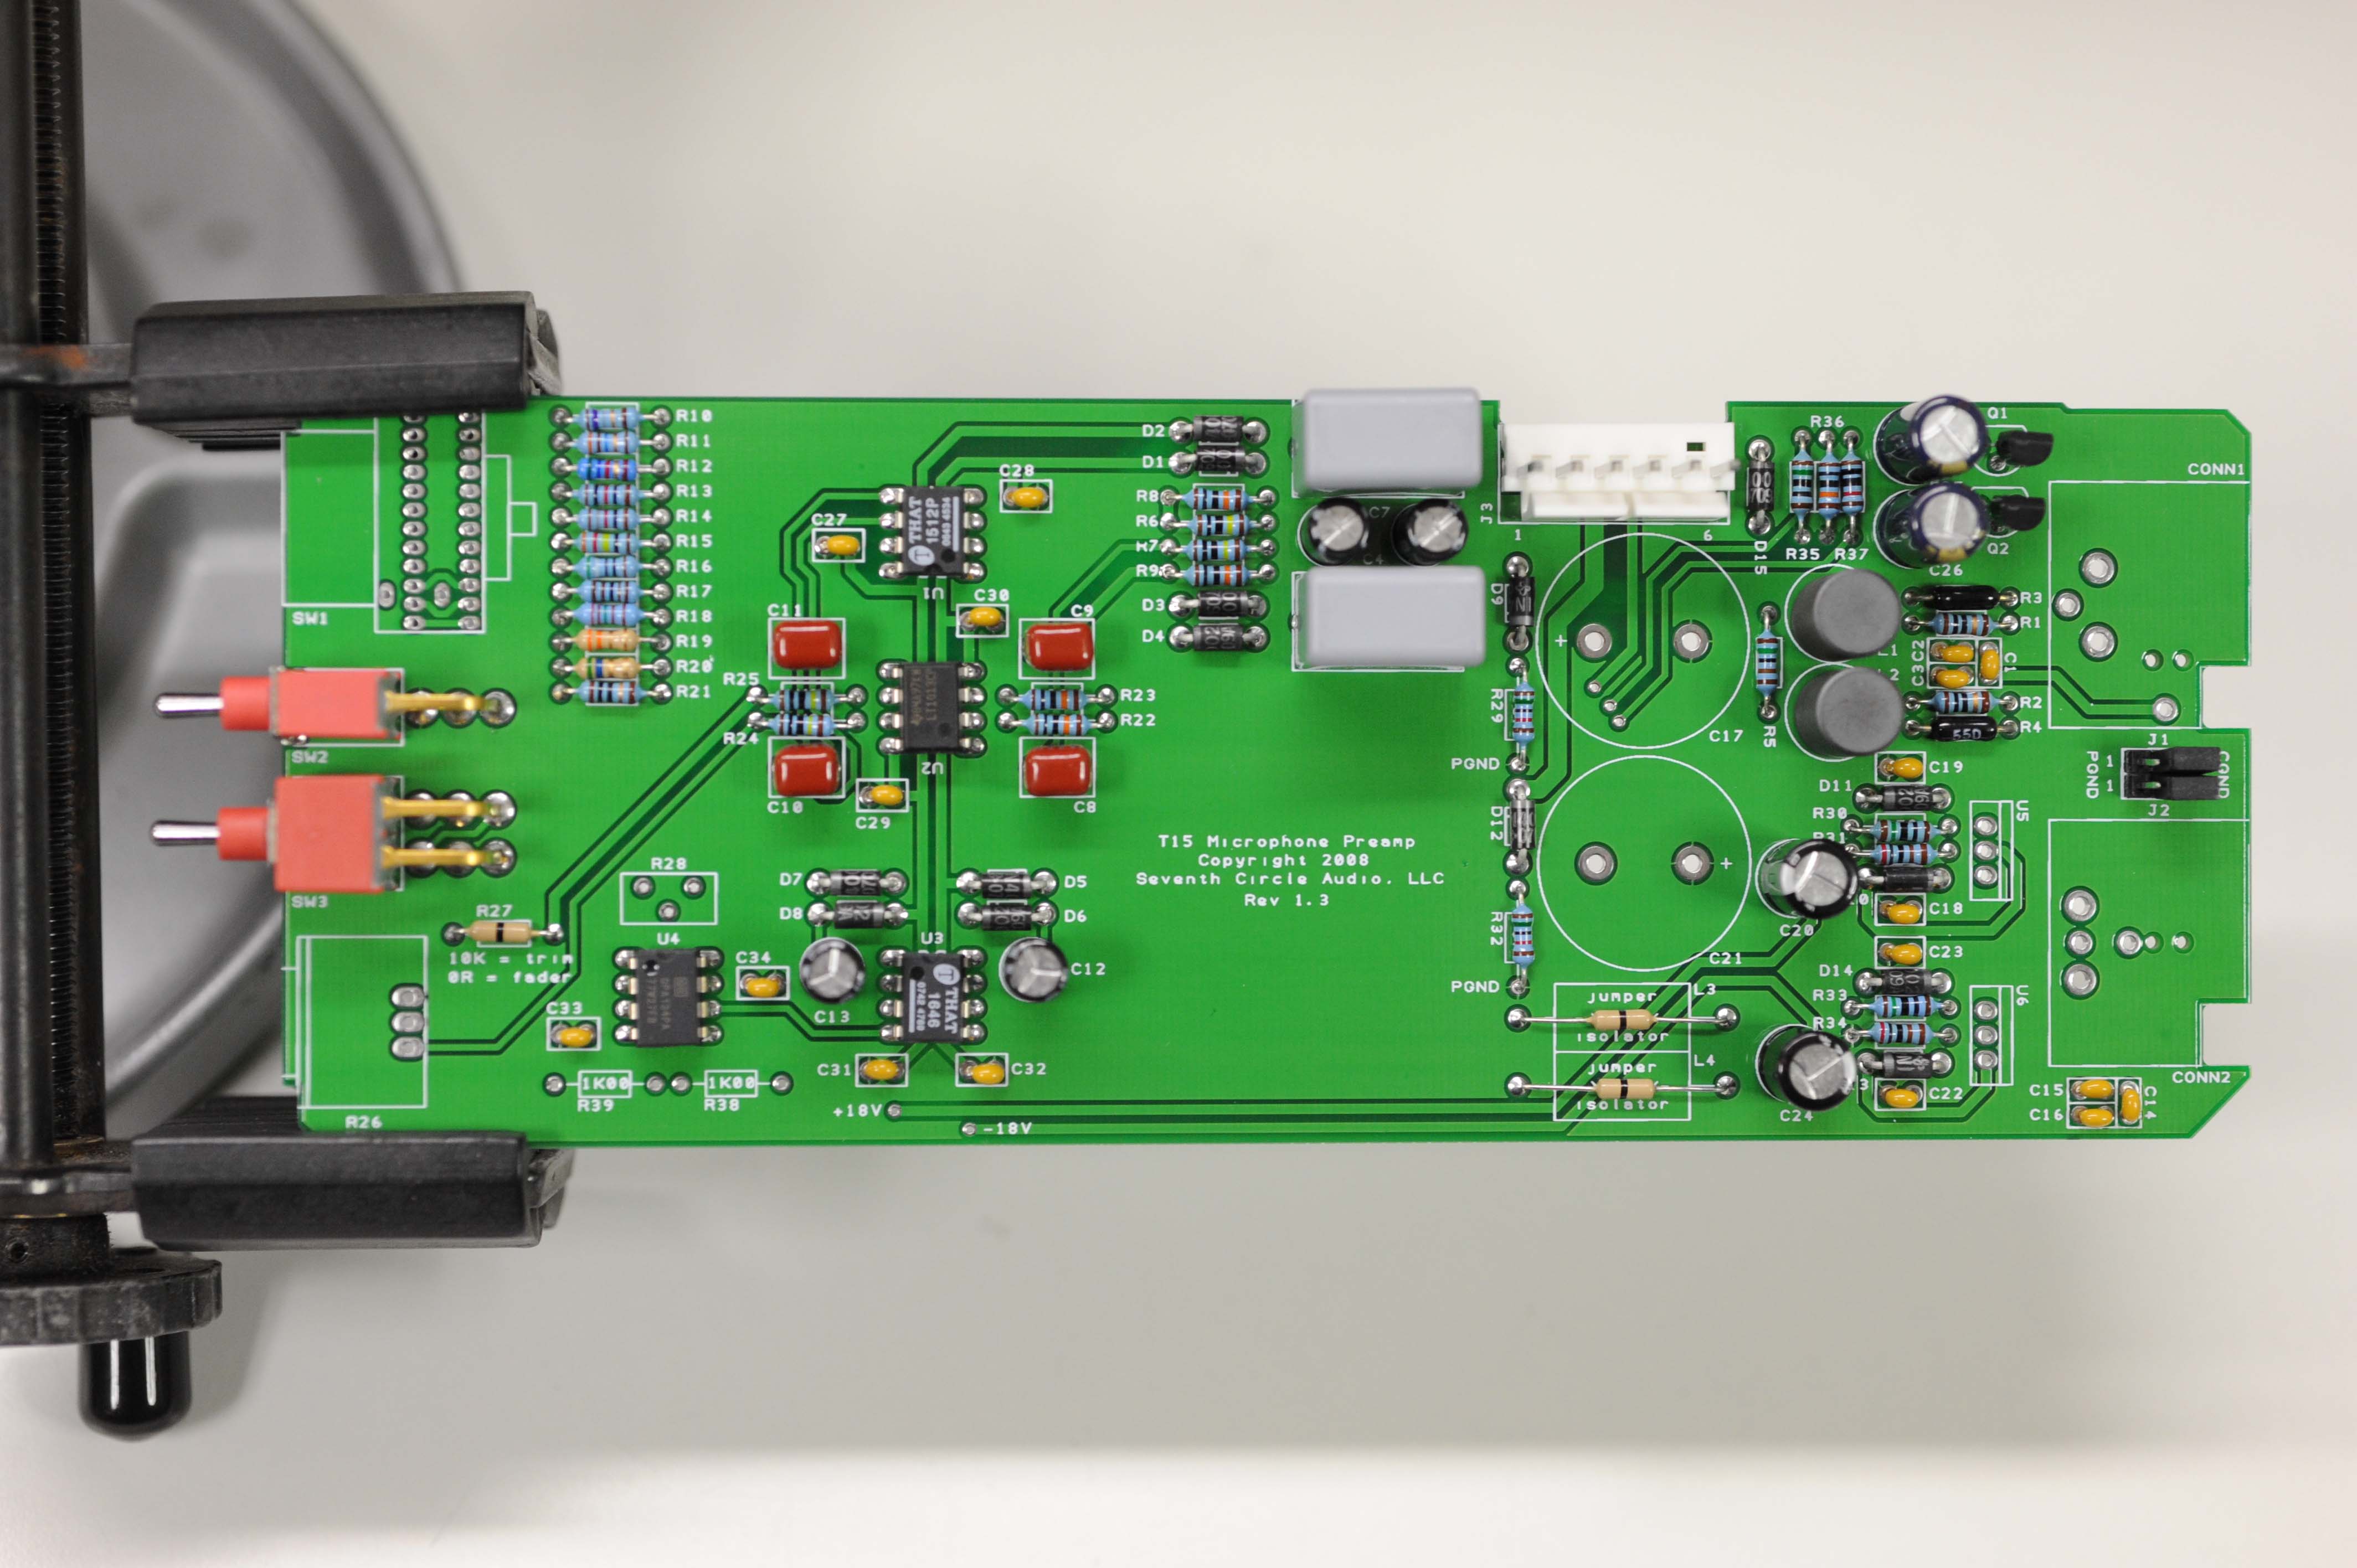 R10
R11
R12
R13
R14
R15
R16
R17
R18
R19
R20
R21
SW1
SW2
SW3
R27
10K = trim
0R = fader
R26
R28
U4
C33
C34
1K00
R39
1K00
R38
C27
C28
THAT
1512P
U1
C30
C11
C9
R25
R24
R23
R22
U2
C10
C8
C29
D7
D8
D5
D6
U3
C13
C12
THAT
1646
C31
C32
+18V
-18V
D2
D1
R8
R6
R7
R9
D3
D4
C7
C4
T15 Microphone Preamp
Copyright 2008
Seventh Circle Audio, LLC
Rev 1.3
J3
1
6
D9
R29
PGND
D12
R32
PGND
+
C17
+
C21
jumper
L3
isolator
jumper
L4
isolator
D15
R36
R35
R37
R5
Q1
Q2
C26
R3
R1
C2
C3
C1
R2
R4
C19
D11
R30
R31
U5
C20
C18
C23
D14
R33
R34
U6
C24
C22
CONN1
J1
1
1
PGND
J2
CONN2
C15
C16
C14